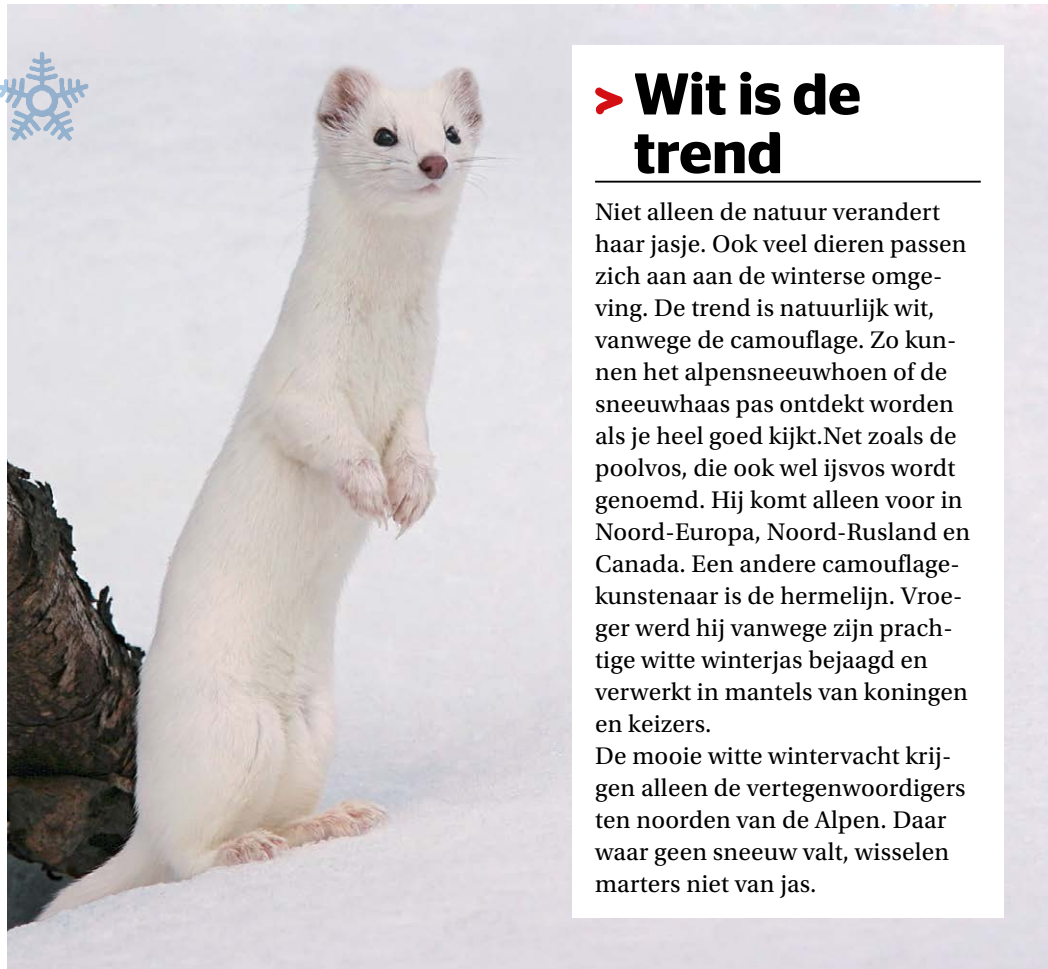 > Wit is de
trend
Niet alleen de natuur verandert
haar jasje. Ook veel dieren passen
zich aan aan de winterse omge-
ving. De trend is natuurlijk wit,
vanwege de camouflage. Zo kun-
nen het alpensneeuwhoen of de
sneeuwhaas pas ontdekt worden
als je heel goed kijkt.Net zoals de
poolvos, die ook wel ijsvos wordt
genoemd. Hij komt alleen voor in
Noord-Europa, Noord-Rusland en
Canada. Een andere camouflage-
kunstenaar is de hermelijn. Vroe-
ger werd hij vanwege zijn prach-
tige witte winterjas bejaagd en
verwerkt in mantels van koningen
en keizers.
De mooie witte wintervacht krij-
gen alleen de vertegenwoordigers
ten noorden van de Alpen. Daar
waar geen sneeuw valt, wisselen
marters niet van jas.